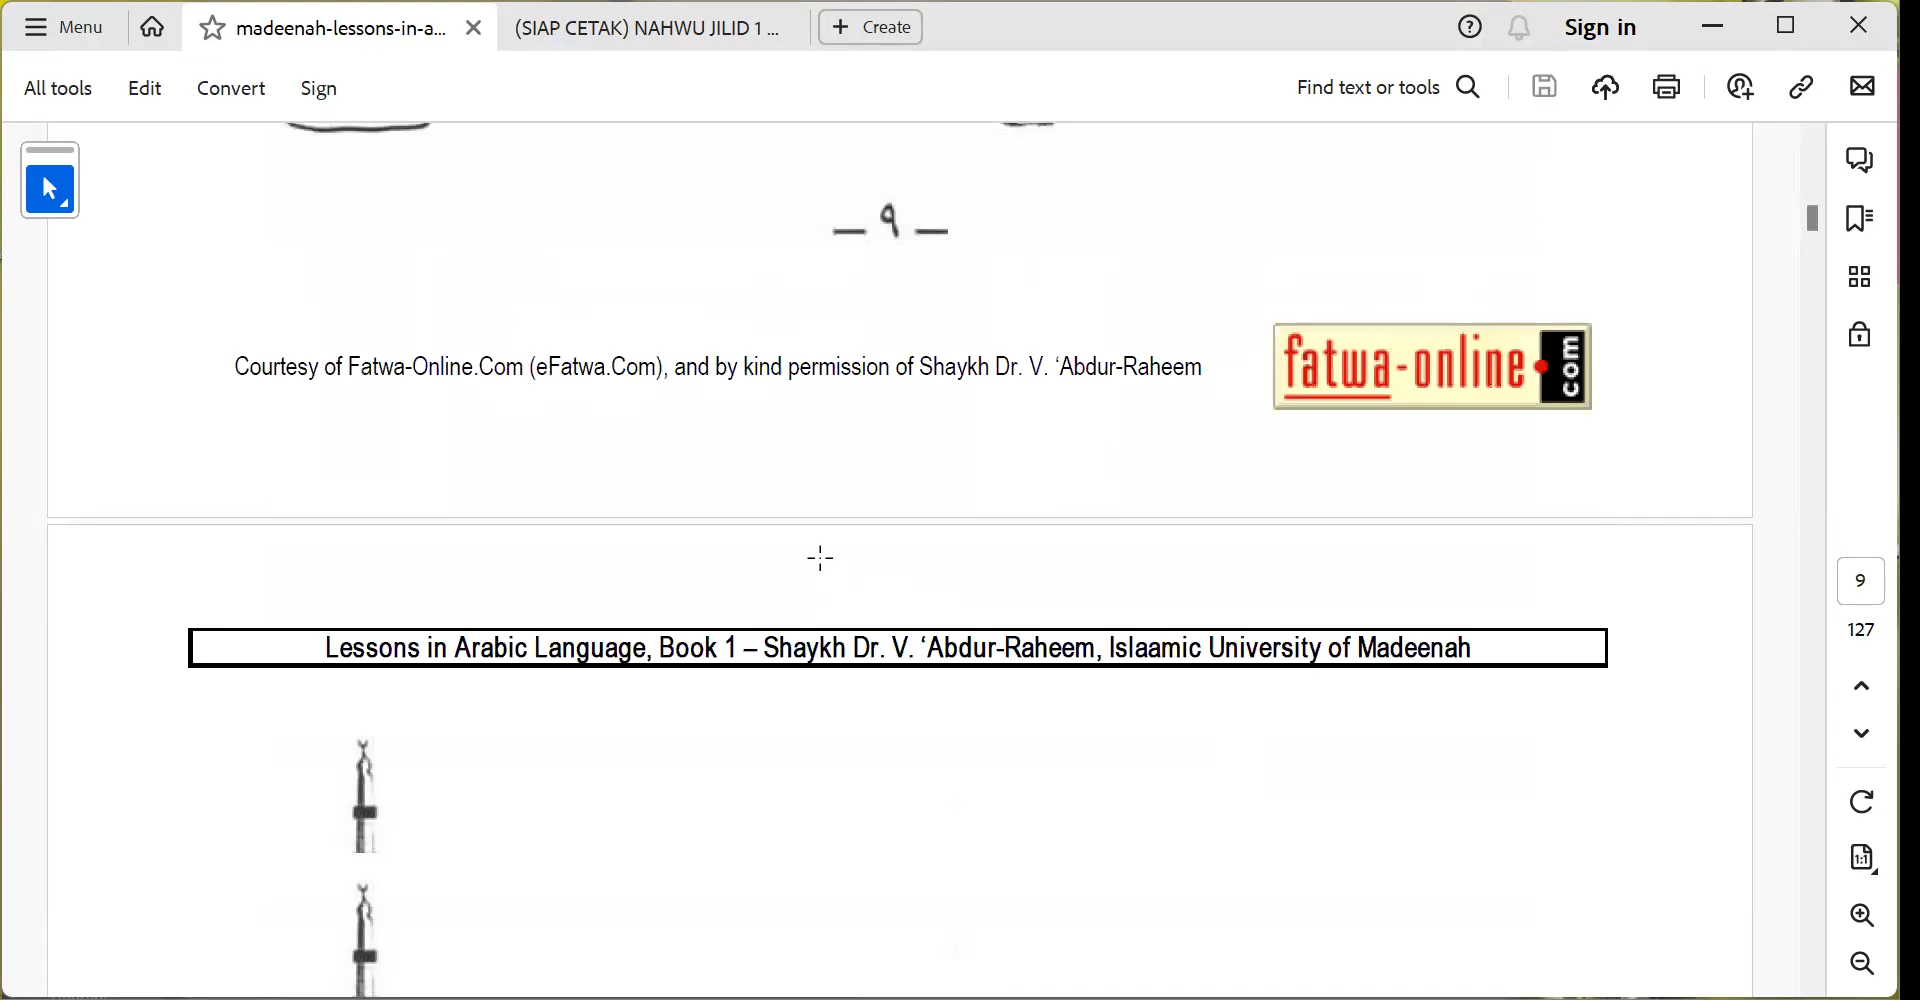 Menu
madeenah-lessons-in-a...
(SIAP CETAK) NAHWU JILID 1 ...
Create
Sign in
All tools
Edit
Convert
Sign
Find text or tools
– ٩ –
Courtesy of Fatwa-Online.Com (eFatwa.Com), and by kind permission of Shaykh Dr. V. ‘Abdur-Raheem
fatwa-online.com
9
127
Lessons in Arabic Language, Book 1 – Shaykh Dr. V. ‘Abdur-Raheem, Islaamic University of Madeenah
1:1